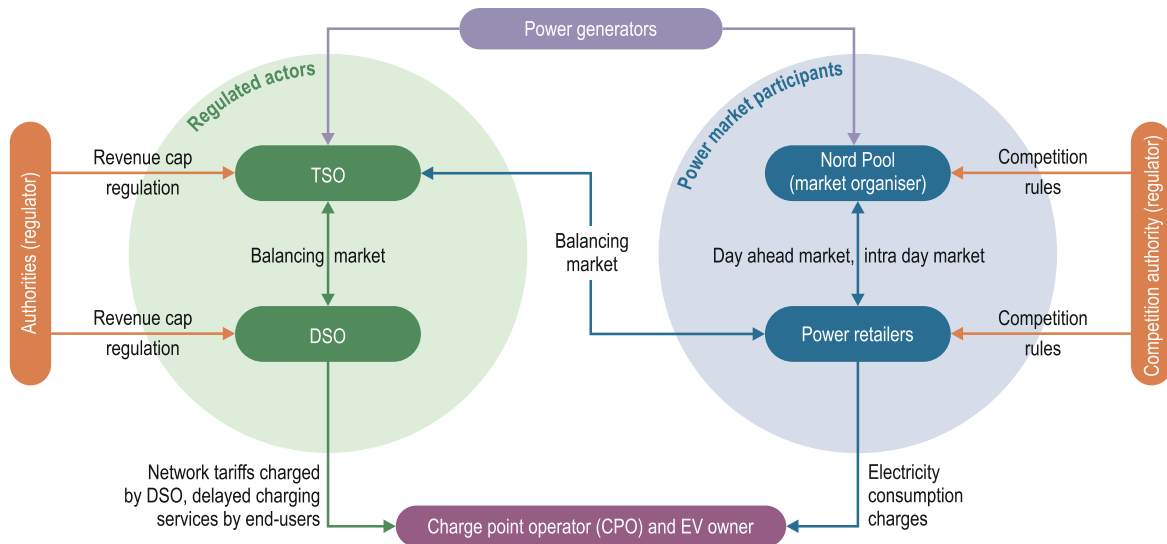 Power generators
Regulated actors
Power market participants
Authorities (regulator)
Revenue cap
regulation
TSO
Nord Pool
(market organiser)
Competition
rules
Competition authority (regulator)
Balancing market
Balancing
market
Day ahead market, intra day market
Revenue cap
regulation
DSO
Power retailers
Competition
rules
Network tariffs charged
by DSO, delayed charging
services by end-users
Electricity
consumption
charges
Charge point operator (CPO) and EV owner